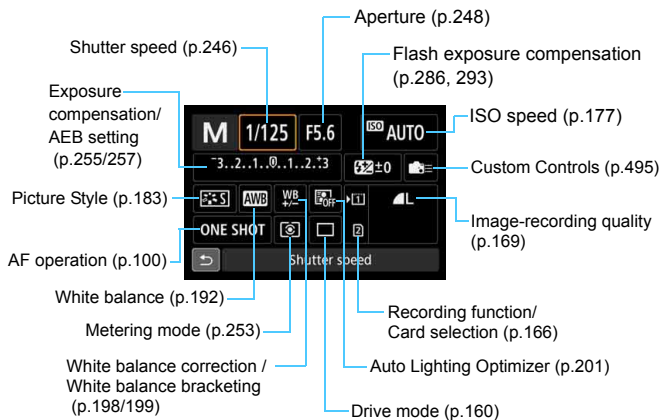 Aperture (p.248)
Shutter speed (p.246)
Flash exposure compensation
(p.286, 293)
Exposure
compensation/
AEB setting
(p.255/257)
ISO speed (p.177)
Custom Controls (p.495)
Picture Style (p.183)
Image-recording quality
(p.169)
AF operation (p.100)
White balance (p.192)
Metering mode (p.253)
White balance correction /
White balance bracketing
(p.198/199)
Recording function/
Card selection (p.166)
Auto Lighting Optimizer (p.201)
Drive mode (p.160)
M 1/125 F5.6 ISO AUTO
-3..2..1..0..1..2.+3 ±0
S AWB WB +/- OFF 1 L
ONE SHOT 2
Shutter speed